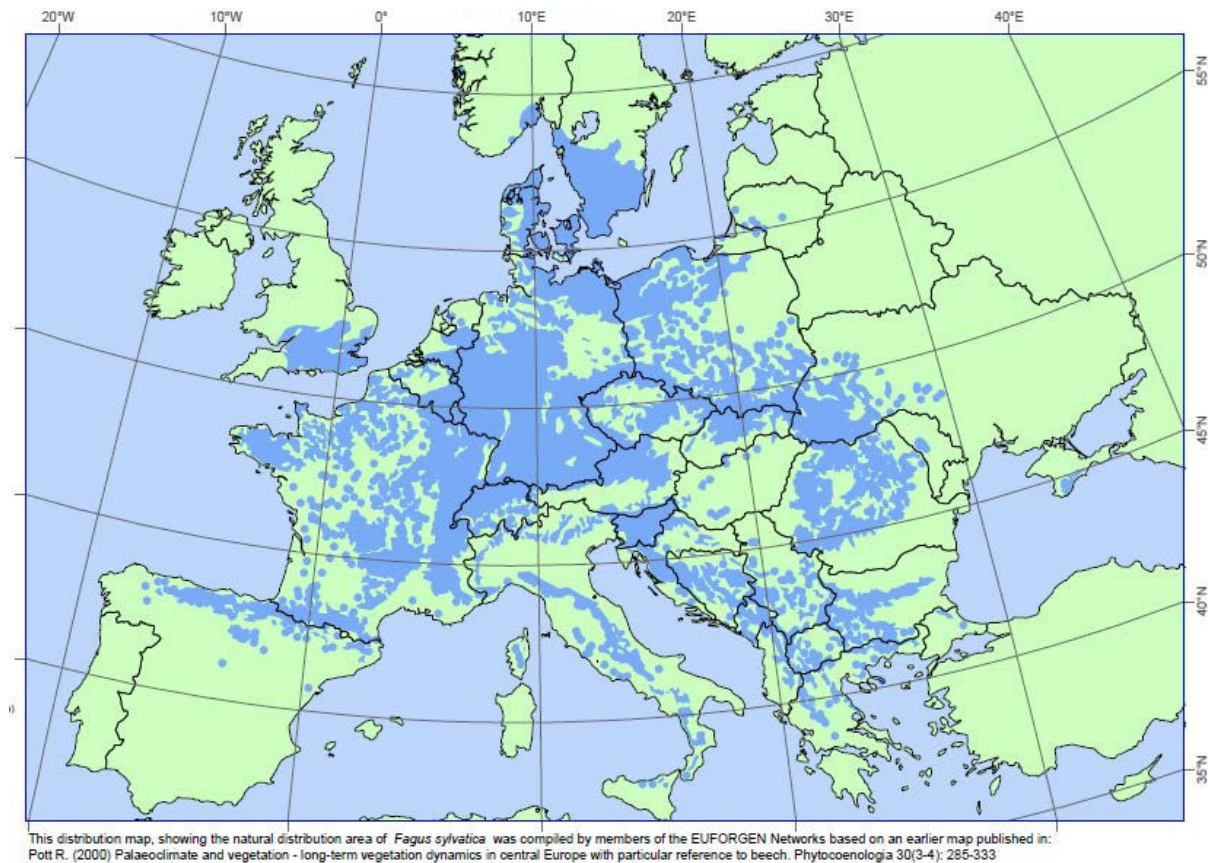 20°W 10°W 0° 10°E 20°E 30°E 40°E
55°N
50°N
45°N
40°N
35°N
This distribution map, showing the natural distribution area of Fagus sylvatica was compiled by members of the EUFORGEN Networks based on an earlier map published in:
Pott R. (2000) Palaeoclimate and vegetation - long-term vegetation dynamics in central Europe with particular reference to beech. Phytocoenologia 30(3-4): 285-333